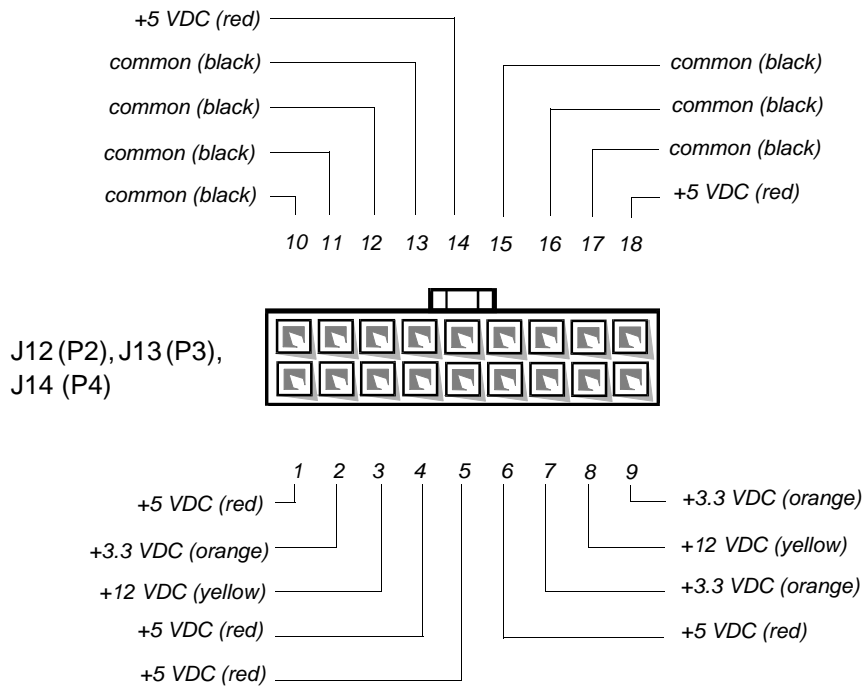 +5 VDC (red)
common (black) common (black)
common (black) common (black)
common (black) common (black)
common (black) +5 VDC (red)
10 11 12 13 14 15 16 17 18
J12 (P2), J13 (P3),
J14 (P4)
1 2 3 4 5 6 7 8 9
+5 VDC (red) +3.3 VDC (orange)
+3.3 VDC (orange) +12 VDC (yellow)
+12 VDC (yellow) +3.3 VDC (orange)
+5 VDC (red) +5 VDC (red)
+5 VDC (red)